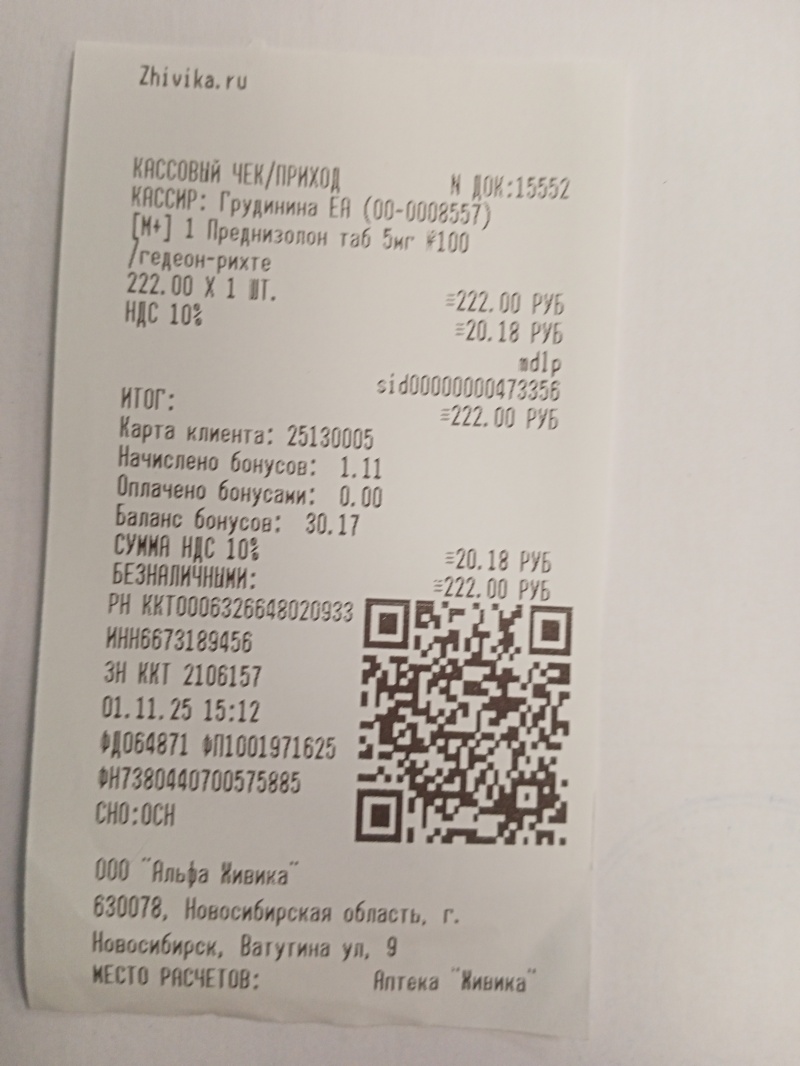 Zhivika.ru
КАССОВЫЙ ЧЕК/ПРИХОД N ДОК:15552
КАССИР: Грудинина ЕА (00-0008557)
[М+] 1 Преднизолон таб 5мг №100
/гедеон-рихте
222.00 X 1 ШТ. =222.00 РУБ
НДС 10% =20.18 РУБ
mdlp
sid00000000473356
ИТОГ: =222.00 РУБ
Карта клиента: 25130005
Начислено бонусов: 1.11
Оплачено бонусами: 0.00
Баланс бонусов: 30.17
СУММА НДС 10% =20.18 РУБ
БЕЗНАЛИЧНЫМИ: =222.00 РУБ
РН ККТ0006326648020933
ИНН6673189456
ЗН ККТ 2106157
01.11.25 15:12
ФД064871 ФП1001971625
ФН7380440700575885
СНО:ОСН
ООО "Альфа Живика"
630078, Новосибирская область, г.
Новосибирск, Ватутина ул, 9
МЕСТО РАСЧЕТОВ: Аптека "Живика"